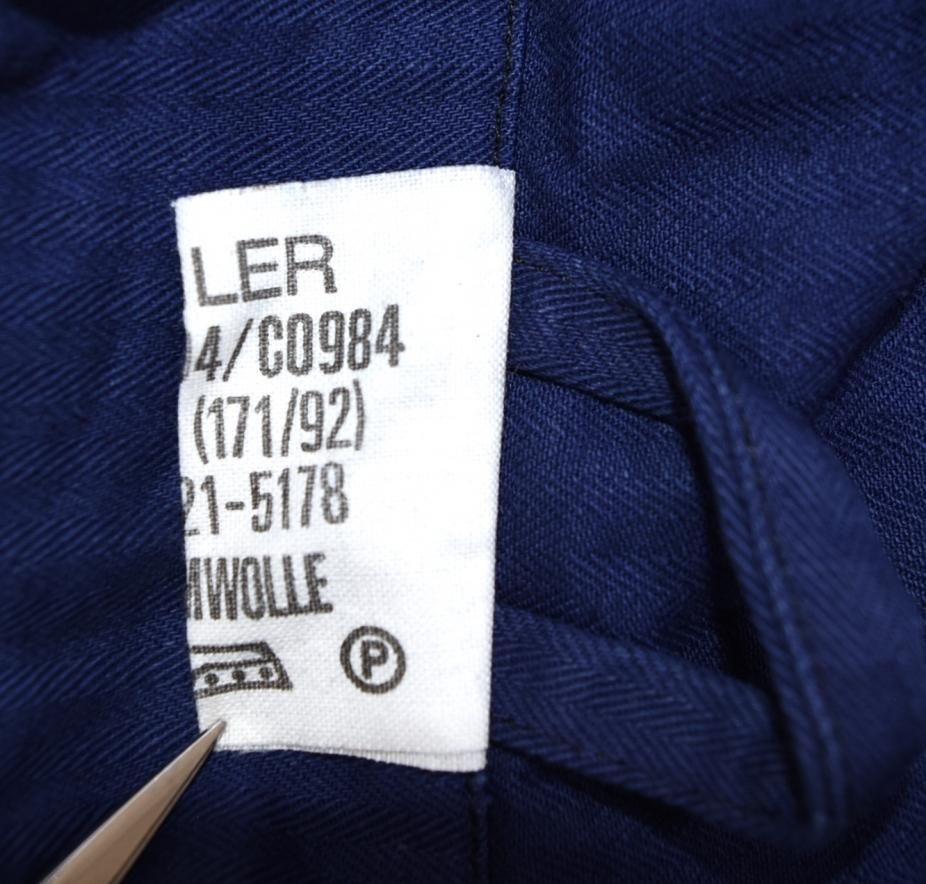 LER
4/C0984
(171/92)
21-5178
MWOLLE
P